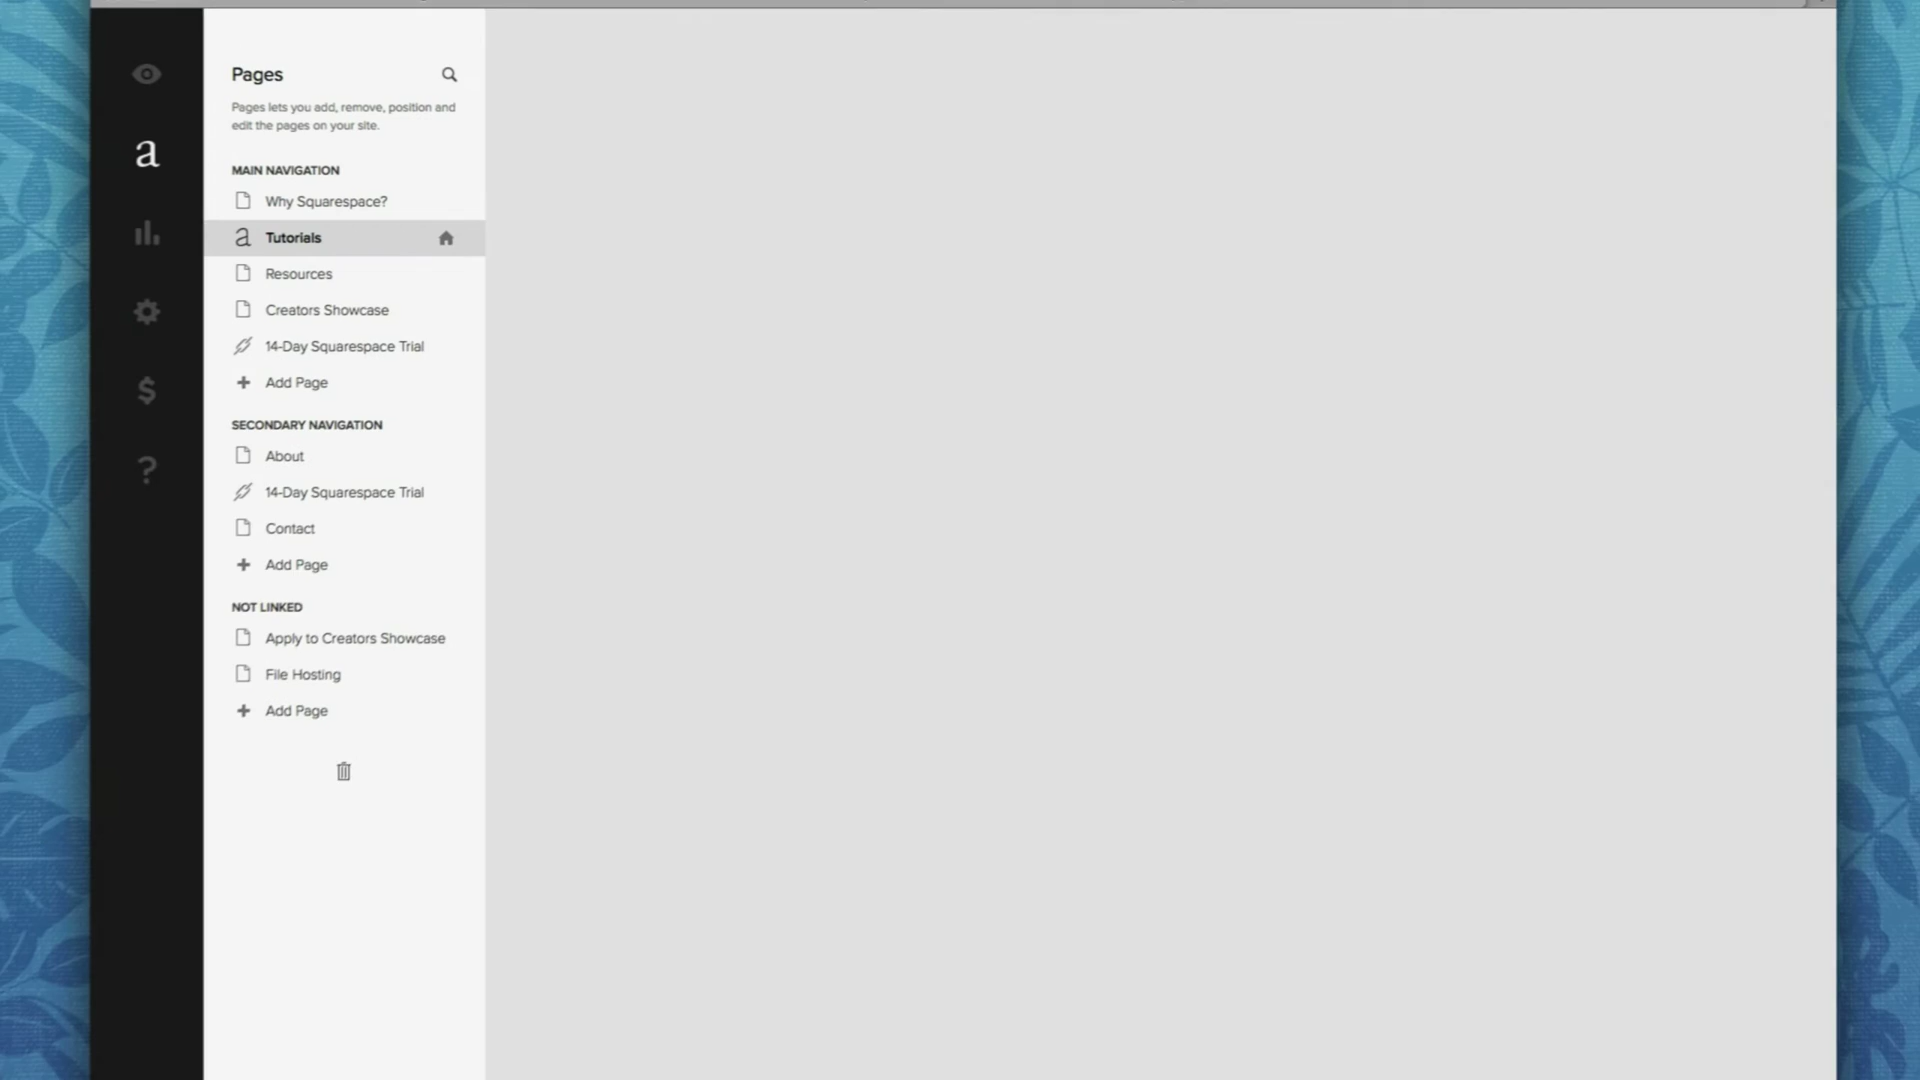 Pages
Pages lets you add, remove, position and
edit the pages on your site.
MAIN NAVIGATION
Why Squarespace?
a
a Tutorials
Resources
Creators Showcase
14-Day Squarespace Trial
+ Add Page
$
SECONDARY NAVIGATION
About
?
14-Day Squarespace Trial
Contact
+ Add Page
NOT LINKED
Apply to Creators Showcase
File Hosting
+ Add Page